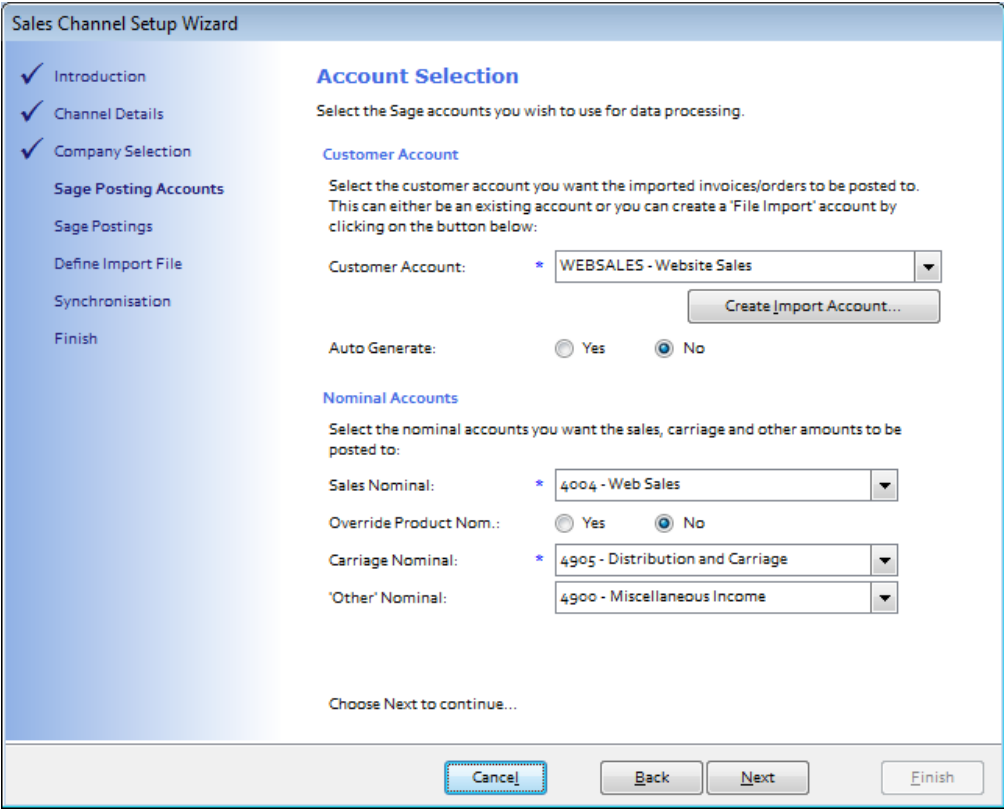 Sales Channel Setup Wizard
Introduction
Channel Details
Company Selection
Sage Posting Accounts
Sage Postings
Define Import File
Synchronisation
Finish
Account Selection
Select the Sage accounts you wish to use for data processing.
Customer Account
Select the customer account you want the imported invoices/orders to be posted to.
This can either be an existing account or you can create a 'File Import' account by
clicking on the button below:
Customer Account: * WEBSALES - Website Sales
Create Import Account...
Auto Generate: Yes No
Nominal Accounts
Select the nominal accounts you want the sales, carriage and other amounts to be
posted to:
Sales Nominal: * 4004 - Web Sales
Override Product Nom.: Yes No
Carriage Nominal: * 4905 - Distribution and Carriage
'Other' Nominal: 4900 - Miscellaneous Income
Choose Next to continue...
Cancel Back Next Finish